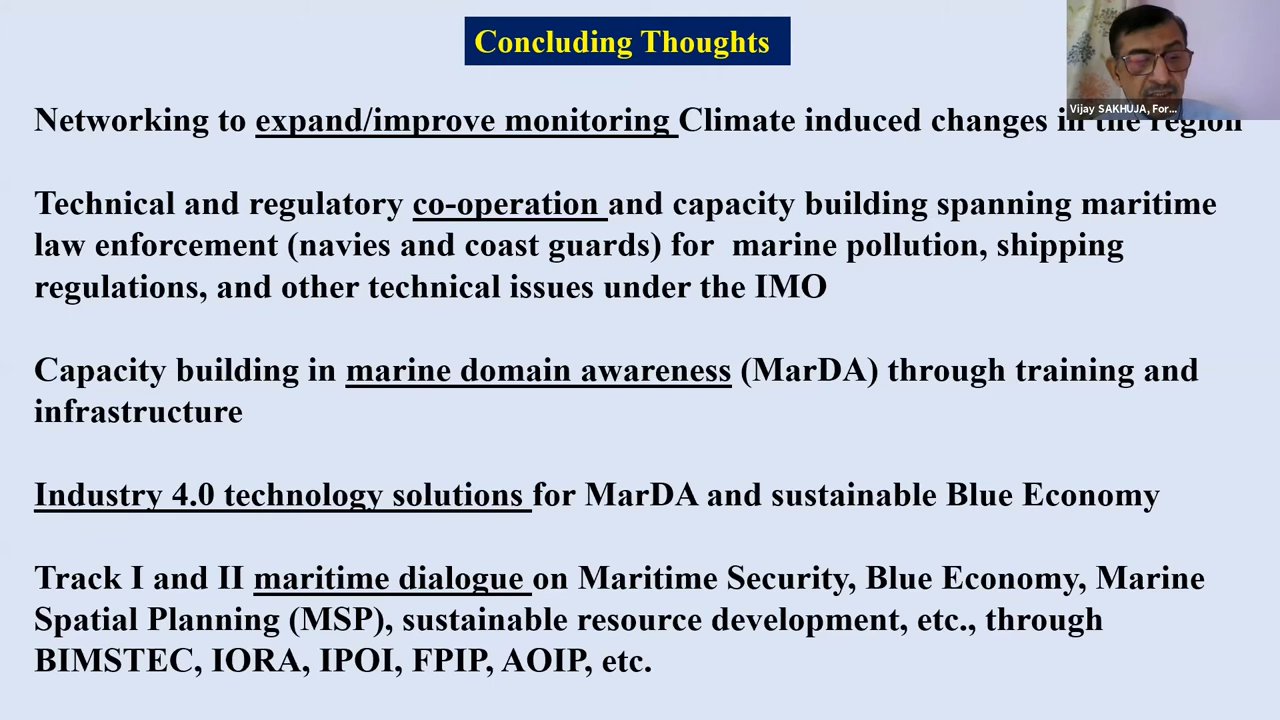 Concluding Thoughts
Vijay SAKHUJA, For...
Networking to expand/improve monitoring Climate induced changes in the region
Technical and regulatory co-operation and capacity building spanning maritime
law enforcement (navies and coast guards) for marine pollution, shipping
regulations, and other technical issues under the IMO
Capacity building in marine domain awareness (MarDA) through training and
infrastructure
Industry 4.0 technology solutions for MarDA and sustainable Blue Economy
Track I and II maritime dialogue on Maritime Security, Blue Economy, Marine
Spatial Planning (MSP), sustainable resource development, etc., through
BIMSTEC, IORA, IPOI, FPIP, AOIP, etc.